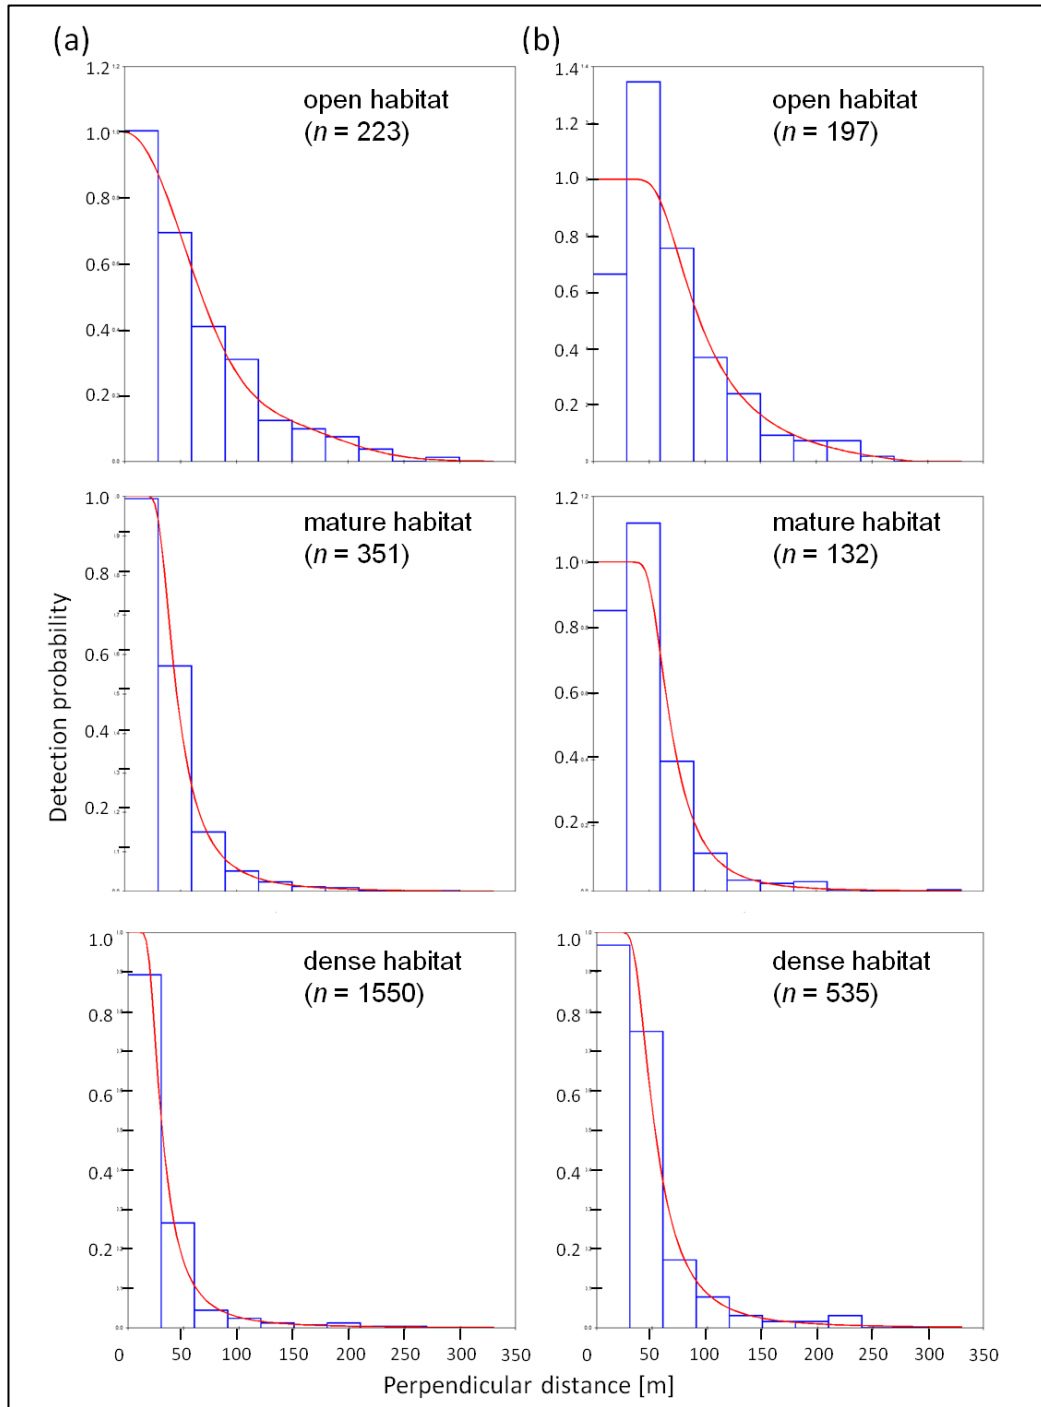 (a)
(b)
1.2
1.0
0.8
0.6
0.4
0.2
open habitat
(n = 223)
1.4
1.2
1.0
0.8
0.6
0.4
0.2
open habitat
(n = 197)
1.0
0.8
0.6
0.4
0.2
mature habitat
(n = 351)
1.2
1.0
0.8
0.6
0.4
0.2
mature habitat
(n = 132)
Detection probability
1.0
0.8
0.6
0.4
0.2
dense habitat
(n = 1550)
1.0
0.8
0.6
0.4
0.2
dense habitat
(n = 535)
0 50 100 150 200 250 300 350
0 50 100 150 200 250 300 350
Perpendicular distance [m]